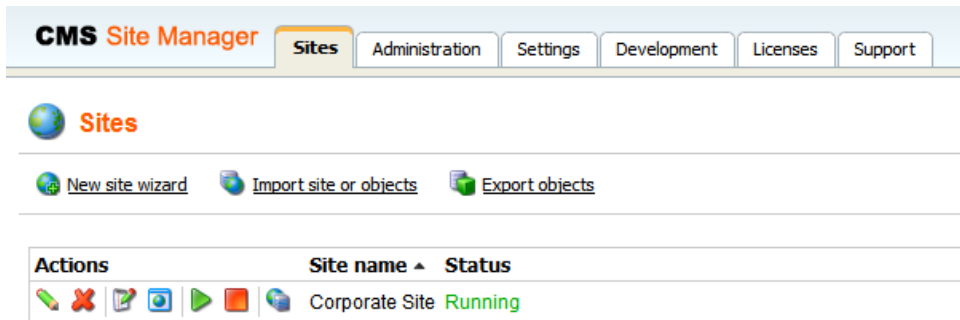 CMS Site Manager Sites Administration Settings Development Licenses Support
Sites
New site wizard Import site or objects Export objects
Actions Site name Status
Corporate Site Running